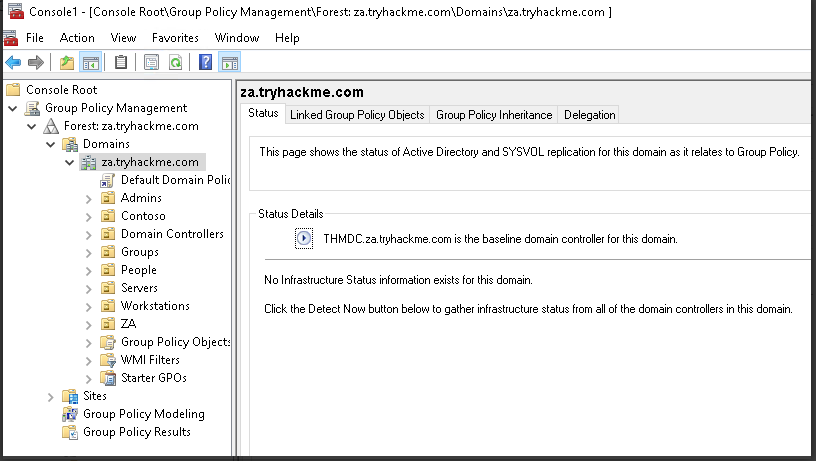 Console1 - [Console Root\Group Policy Management\Forest: za.tryhackme.com\Domains\za.tryhackme.com ]
File Action View Favorites Window Help
Console Root
Group Policy Management
Forest: za.tryhackme.com
Domains
za.tryhackme.com
Default Domain Polic
Admins
Contoso
Domain Controllers
Groups
People
Servers
Workstations
ZA
Group Policy Objects
WMI Filters
Starter GPOs
Sites
Group Policy Modeling
Group Policy Results
za.tryhackme.com
Status Linked Group Policy Objects Group Policy Inheritance Delegation
This page shows the status of Active Directory and SYSVOL replication for this domain as it relates to Group Policy.
Status Details
THMDC.za.tryhackme.com is the baseline domain controller for this domain.
No Infrastructure Status information exists for this domain.
Click the Detect Now button below to gather infrastructure status from all of the domain controllers in this domain.